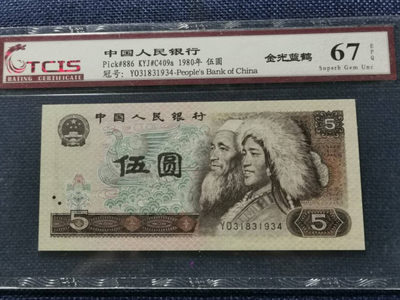 TCIS
RATING CERTIFICATE
中国人民银行
Pick#886 KYJ#C409a 1980年 伍圆
冠号: YO31831934-People's Bank of China
金光蓝鹤
67 EPQ
Superb Gem Unc
中国人民银行
5
伍圆
YO31831934
5
5